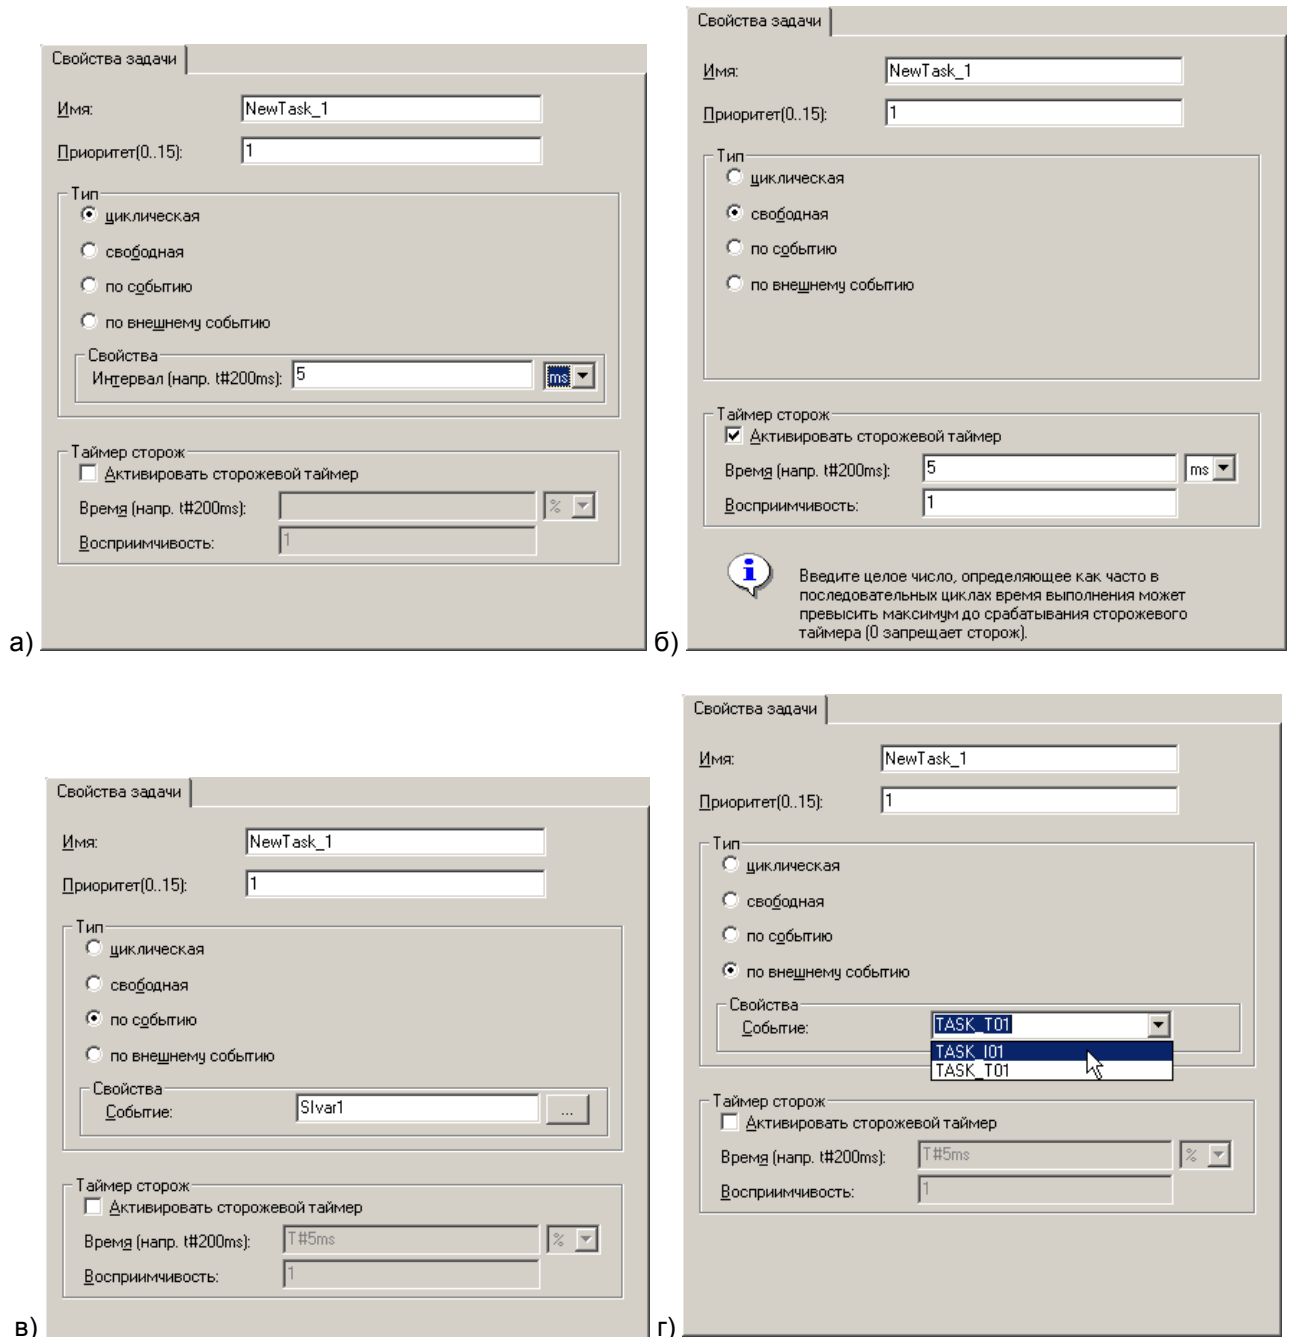 Свойства задачи
Имя: NewTask_1
Приоритет(0..15): 1
Тип
циклическая
свободная
по событию
по внешнему событию
Свойства
Интервал (напр. t#200ms): 5 ms
Таймер сторож
Активировать сторожевой таймер
Время (напр. t#200ms): %
Восприимчивость: 1
а)
Свойства задачи
Имя: NewTask_1
Приоритет(0..15): 1
Тип
циклическая
свободная
по событию
по внешнему событию
Таймер сторож
Активировать сторожевой таймер
Время (напр. t#200ms): 5 ms
Восприимчивость: 1
Введите целое число, определяющее как часто в
последовательных циклах время выполнения может
превысить максимум до срабатывания сторожевого
таймера (0 запрещает сторож).
б)
Свойства задачи
Имя: NewTask_1
Приоритет(0..15): 1
Тип
циклическая
свободная
по событию
по внешнему событию
Свойства
Событие: SIvar1 ...
Таймер сторож
Активировать сторожевой таймер
Время (напр. t#200ms): T#5ms %
Восприимчивость: 1
в)
Свойства задачи
Имя: NewTask_1
Приоритет(0..15): 1
Тип
циклическая
свободная
по событию
по внешнему событию
Свойства
Событие: TASK_T01
TASK_I01
TASK_T01
Таймер сторож
Активировать сторожевой таймер
Время (напр. t#200ms): T#5ms %
Восприимчивость: 1
г)